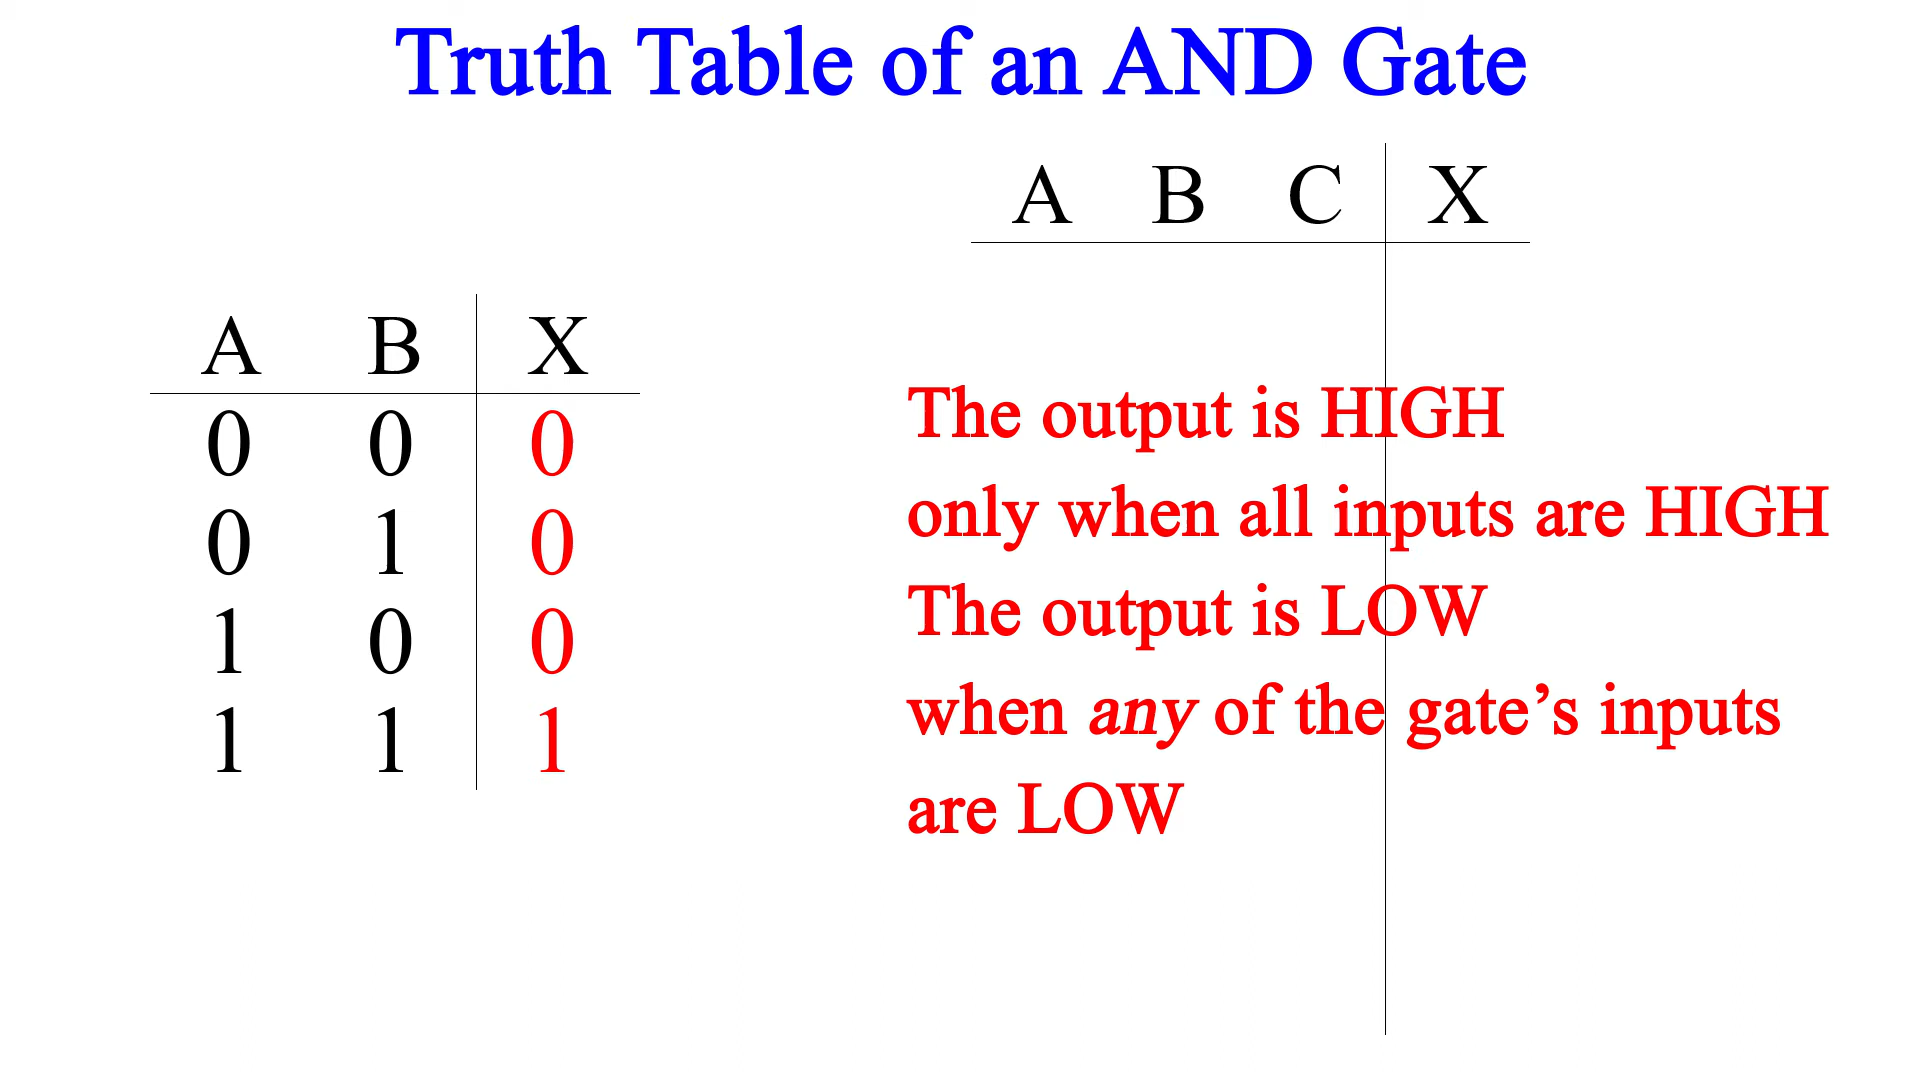 Truth Table of an AND Gate
A B X
0 0 0
0 1 0
1 0 0
1 1 1
A B C X
The output is HIGH
only when all inputs are HIGH
The output is LOW
when any of the gate’s inputs
are LOW